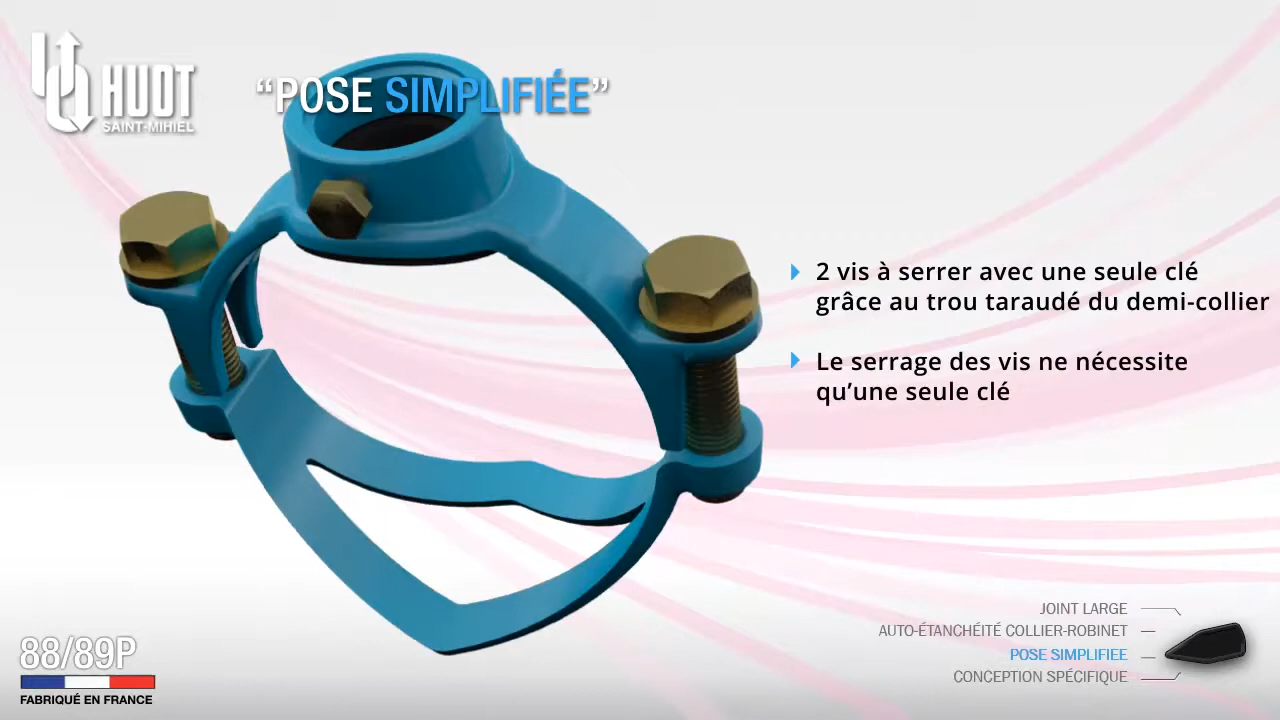 HUOT
SAINT-MIHIEL
“POSE SIMPLIFIÉE”
2 vis à serrer avec une seule clé
grâce au trou taraudé du demi-collier
Le serrage des vis ne nécessite
qu’une seule clé
JOINT LARGE
AUTO-ÉTANCHÉITÉ COLLIER-ROBINET
POSE SIMPLIFIEE
CONCEPTION SPÉCIFIQUE
88/89P
FABRIQUÉ EN FRANCE